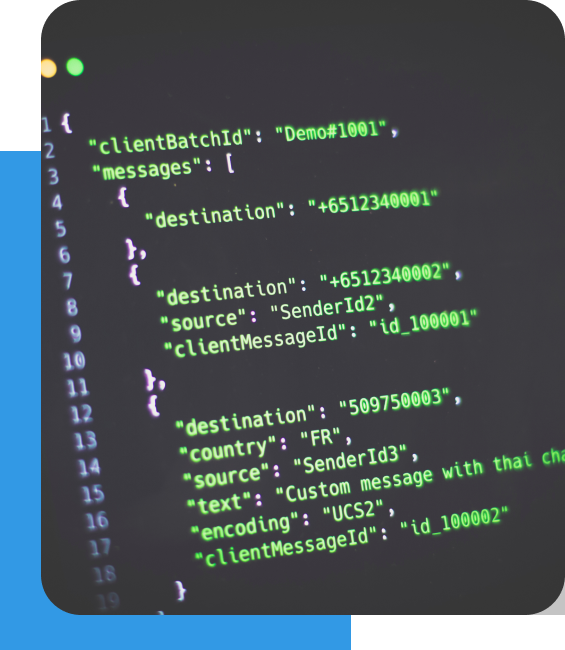 1 {
2 "clientBatchId": "Demo#1001",
3 "messages": [
4 {
5 "destination": "+6512340001"
6 },
7 {
8 "destination": "+6512340002",
9 "source": "SenderId2",
10 "clientMessageId": "id_100001"
11 },
12 {
13 "destination": "509750003",
14 "country": "FR",
15 "source": "SenderId3",
16 "text": "Custom message with thai cha
17 "encoding": "UCS2",
18 "clientMessageId": "id_100002"
19 }